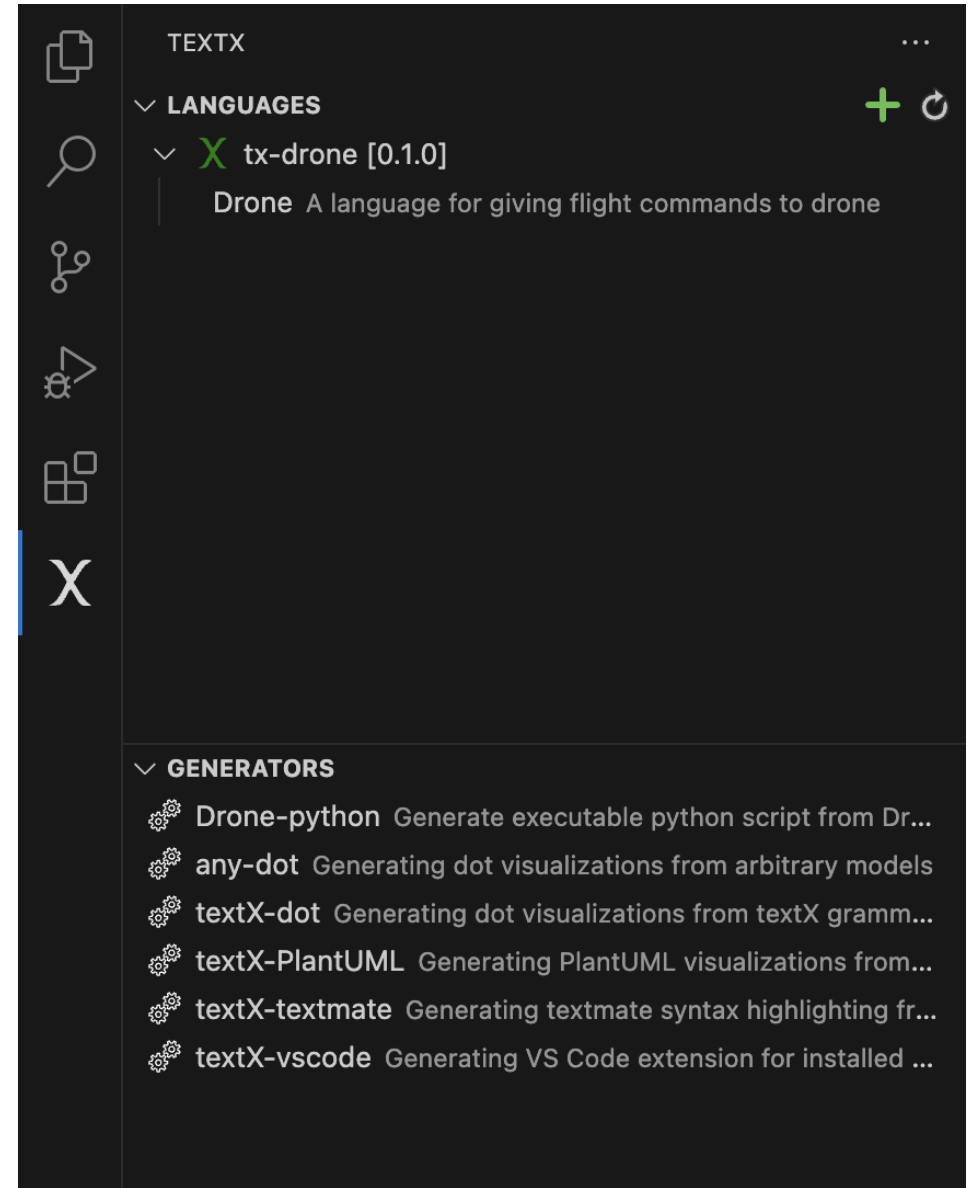 TEXTX
LANGUAGES
tx-drone [0.1.0]
Drone A language for giving flight commands to drone
GENERATORS
Drone-python Generate executable python script from Dr...
any-dot Generating dot visualizations from arbitrary models
textX-dot Generating dot visualizations from textX gramm...
textX-PlantUML Generating PlantUML visualizations from...
textX-textmate Generating textmate syntax highlighting fr...
textX-vscode Generating VS Code extension for installed ...